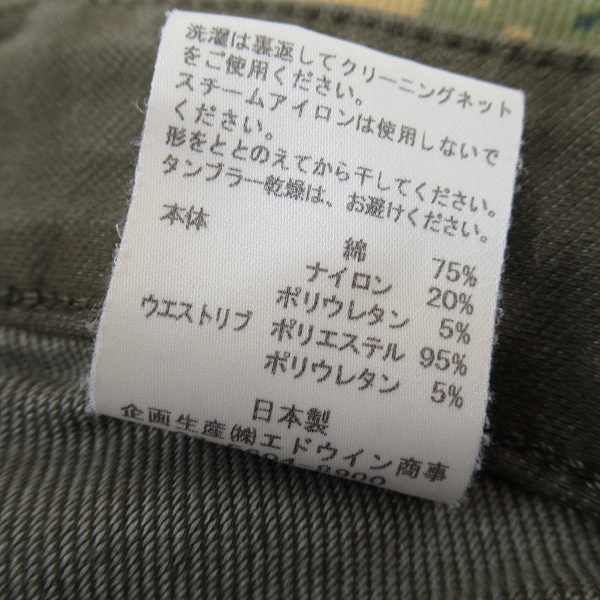 洗濯は裏返してクリーニングネット
をご使用ください。
スチームアイロンは使用しないで
ください。
形をととのえてから干してください。
タンブラー乾燥は、お避けください。
本体
綿 75%
ナイロン 20%
ポリウレタン 5%
ウエストリブ ポリエステル 95%
ポリウレタン 5%
日本製
企画生産㈱エドウイン商事